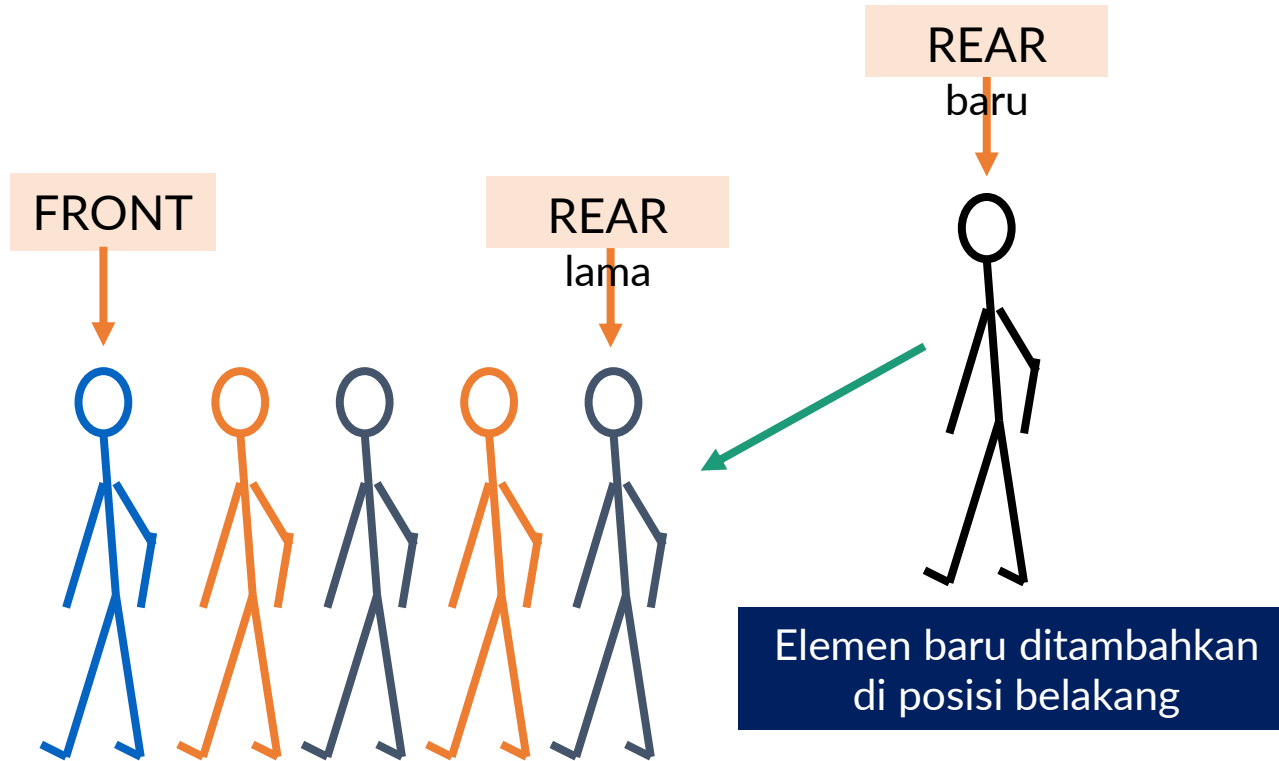 REAR
baru
FRONT
REAR
lama
Elemen baru ditambahkan
di posisi belakang